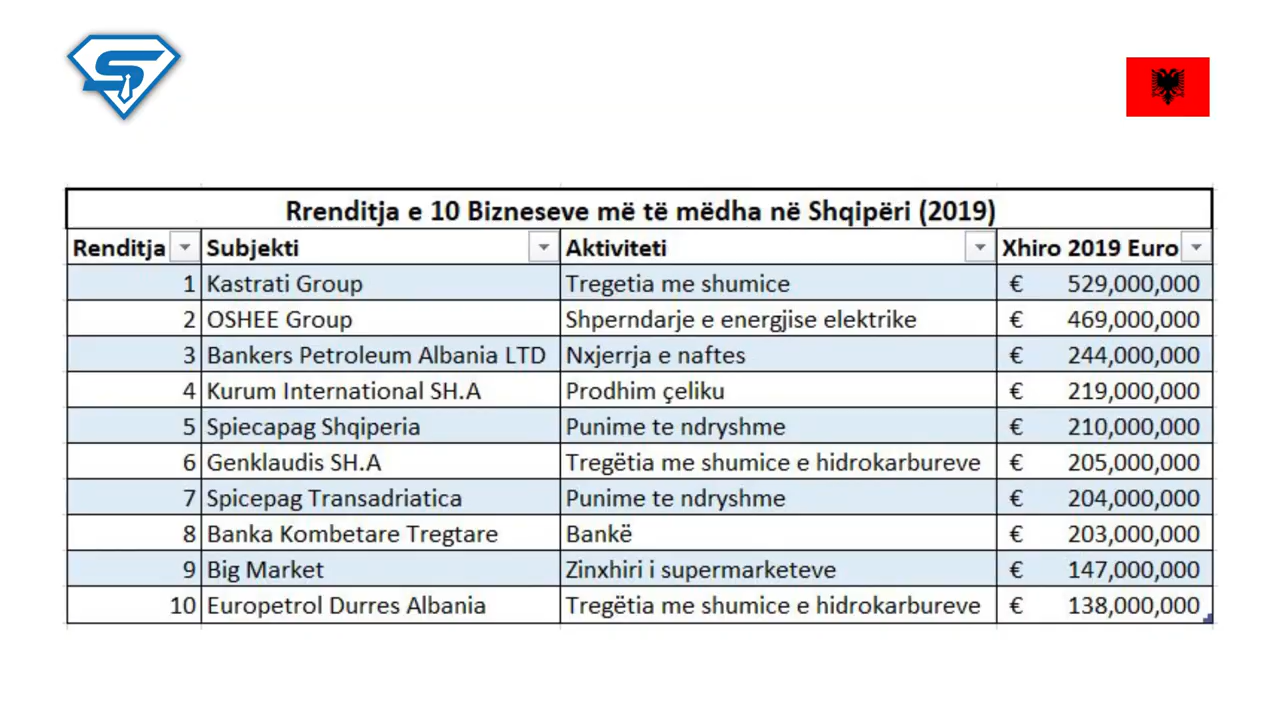 Rrenditja e 10 Bizneseve më të mëdha në Shqipëri (2019)
Renditja Subjekti Aktiviteti Xhiro 2019 Euro
1 Kastrati Group Tregetia me shumice € 529,000,000
2 OSHEE Group Shperndarje e energjise elektrike € 469,000,000
3 Bankers Petroleum Albania LTD Nxjerrja e naftes € 244,000,000
4 Kurum International SH.A Prodhim çeliku € 219,000,000
5 Spiecapag Shqiperia Punime te ndryshme € 210,000,000
6 Genklaudis SH.A Tregëtia me shumice e hidrokarbureve € 205,000,000
7 Spicepag Transadriatica Punime te ndryshme € 204,000,000
8 Banka Kombetare Tregtare Bankë € 203,000,000
9 Big Market Zinxhiri i supermarketeve € 147,000,000
10 Europetrol Durres Albania Tregëtia me shumice e hidrokarbureve € 138,000,000